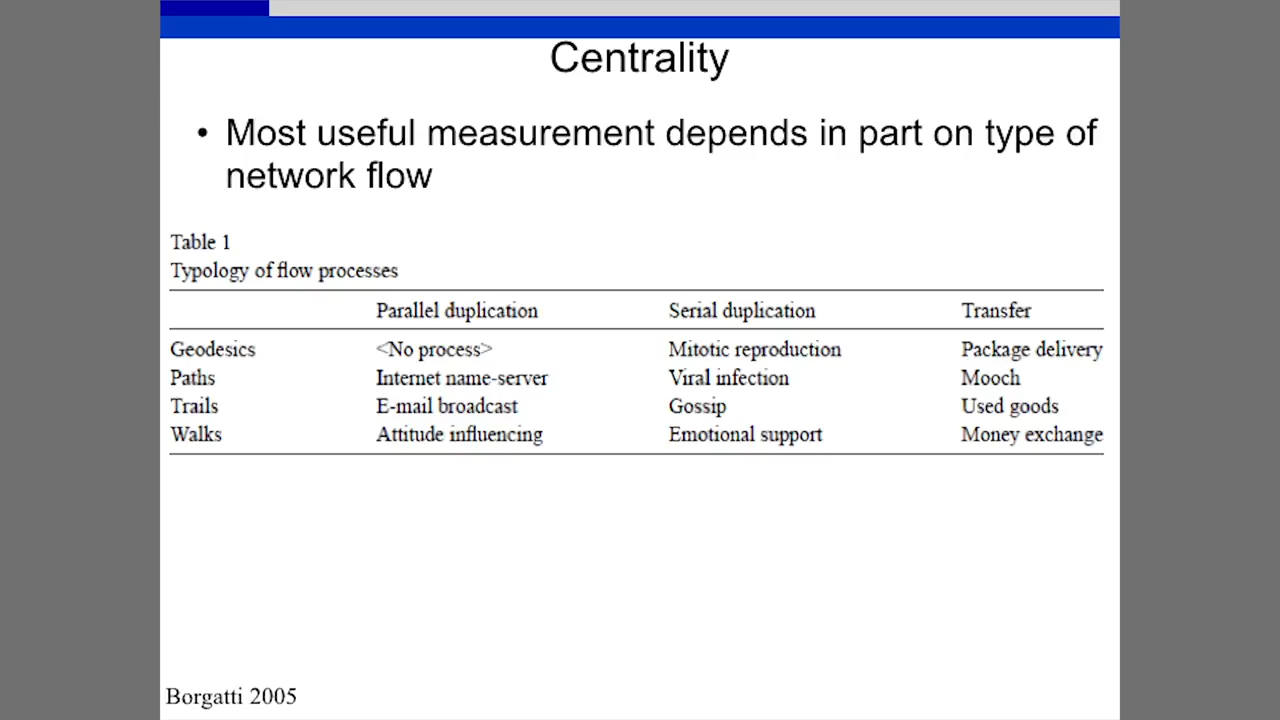 Centrality
• Most useful measurement depends in part on type of
network flow
Table 1
Typology of flow processes
Parallel duplication Serial duplication Transfer
Geodesics <No process> Mitotic reproduction Package delivery
Paths Internet name-server Viral infection Mooch
Trails E-mail broadcast Gossip Used goods
Walks Attitude influencing Emotional support Money exchange
Borgatti 2005